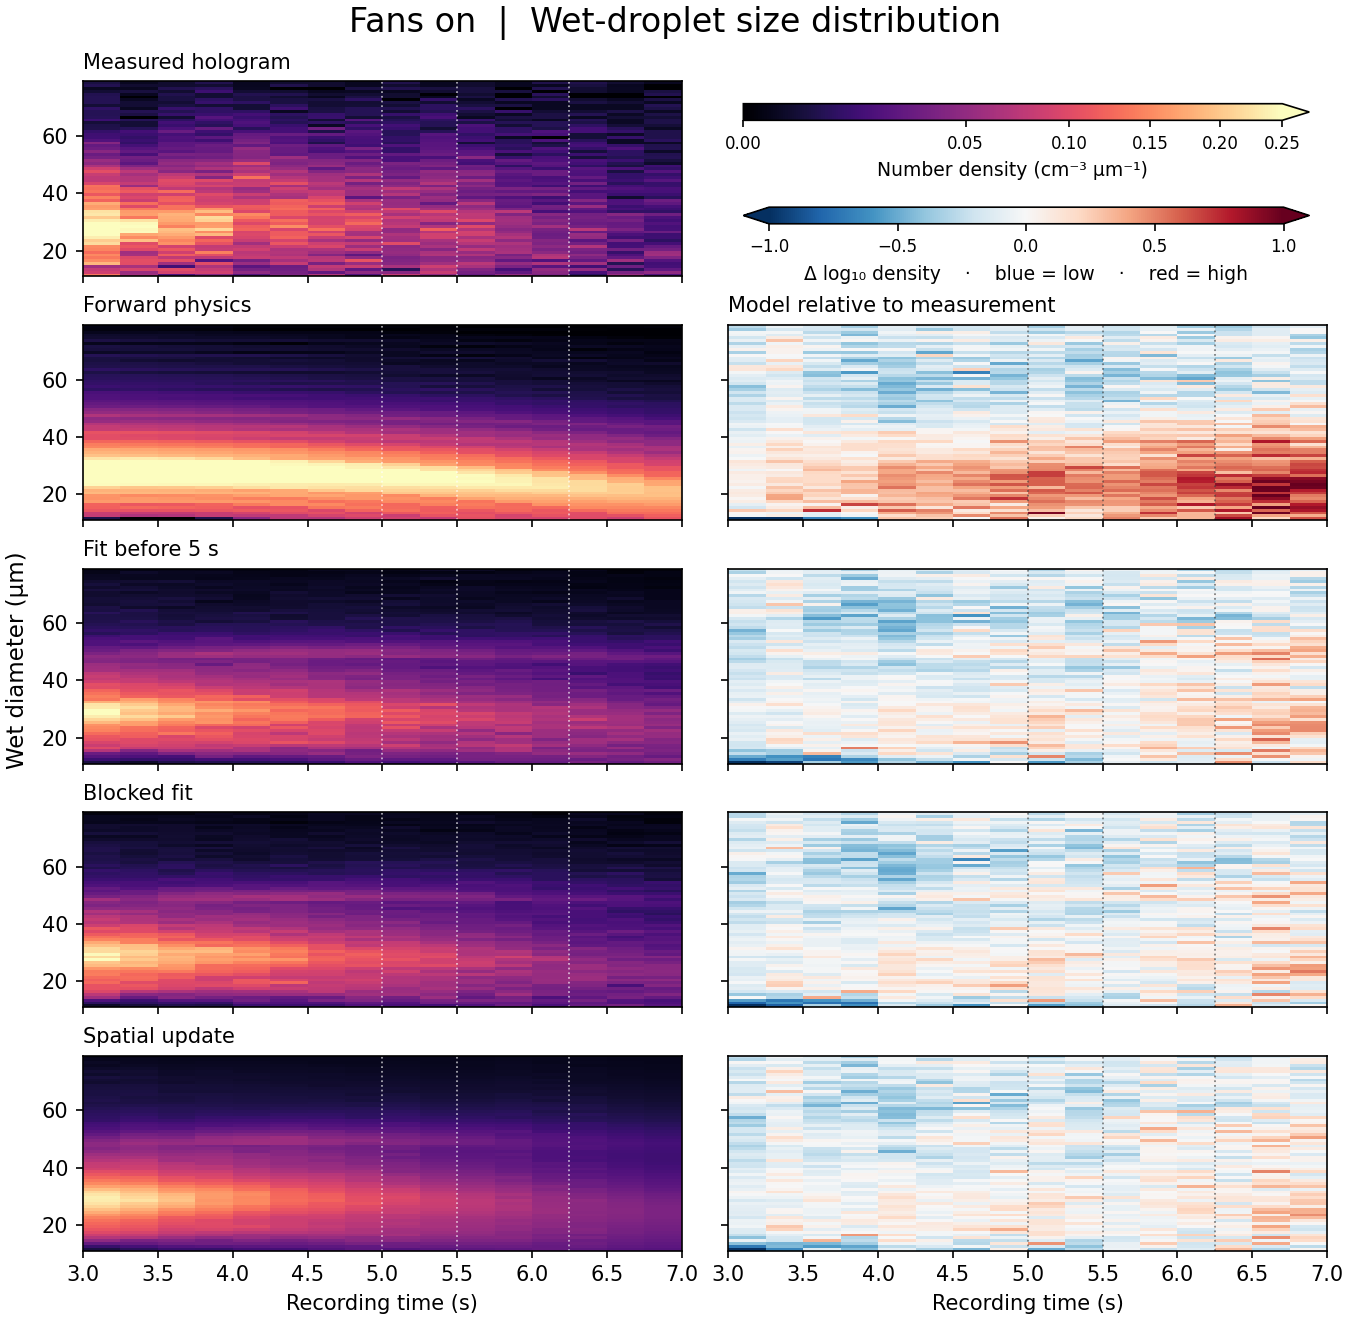 Fans on | Wet-droplet size distribution
Measured hologram
60
40
20
0.00 0.05 0.10 0.15 0.20 0.25
Number density (cm⁻³ μm⁻¹)
−1.0 −0.5 0.0 0.5 1.0
Δ log₁₀ density · blue = low · red = high
Forward physics
Model relative to measurement
60
40
20
Fit before 5 s
60
40
20
Wet diameter (μm)
Blocked fit
60
40
20
Spatial update
60
40
20
3.0 3.5 4.0 4.5 5.0 5.5 6.0 6.5 7.0
3.0 3.5 4.0 4.5 5.0 5.5 6.0 6.5 7.0
Recording time (s)
Recording time (s)